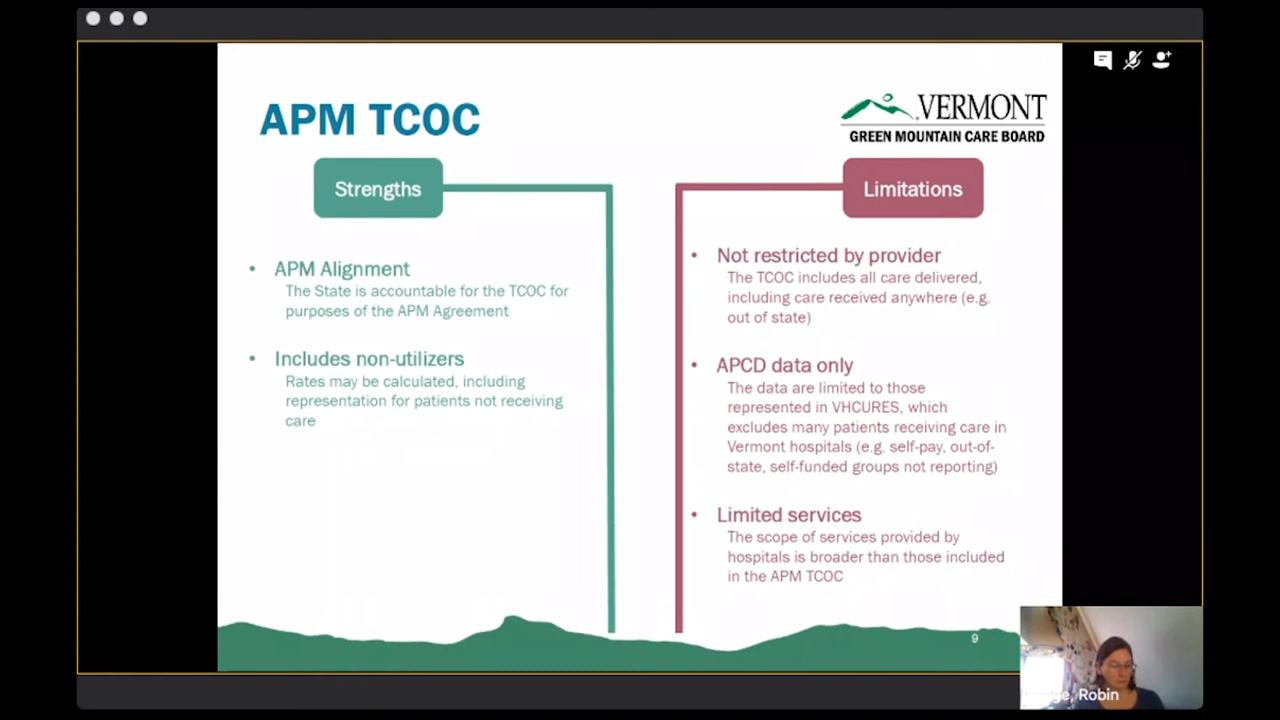 APM TCOC
VERMONT
GREEN MOUNTAIN CARE BOARD
Strengths
• APM Alignment
The State is accountable for the TCOC for
purposes of the APM Agreement
• Includes non-utilizers
Rates may be calculated, including
representation for patients not receiving
care
Limitations
• Not restricted by provider
The TCOC includes all care delivered,
including care received anywhere (e.g.
out of state)
• APCD data only
The data are limited to those
represented in VHCURES, which
excludes many patients receiving care in
Vermont hospitals (e.g. self-pay, out-of-
state, self-funded groups not reporting)
• Limited services
The scope of services provided by
hospitals is broader than those included
in the APM TCOC
9
Robin